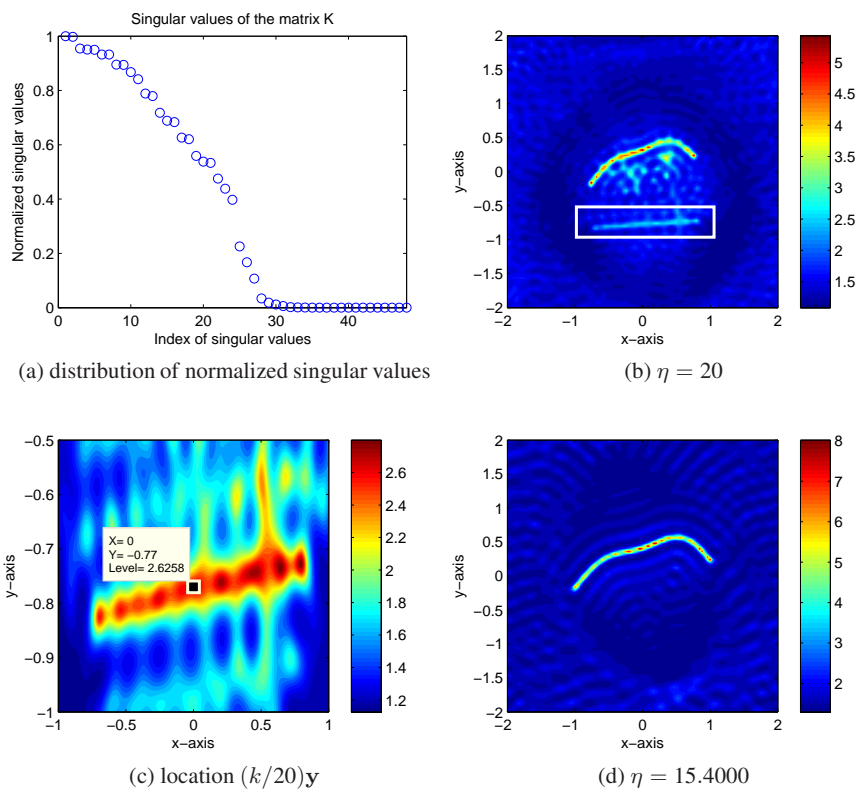 Singular values of the matrix K
Normalized singular values
1
0.8
0.6
0.4
0.2
0
0 10 20 30 40
Index of singular values
(a) distribution of normalized singular values
y−axis
2
1.5
1
0.5
0
−0.5
−1
−1.5
−2
−2 −1 0 1 2
x−axis
5
4.5
4
3.5
3
2.5
2
1.5
(b) η = 20
y−axis
−0.5
−0.6
−0.7
−0.8
−0.9
−1
X= 0
Y= −0.77
Level= 2.6258
−1 −0.5 0 0.5 1
x−axis
2.6
2.4
2.2
2
1.8
1.6
1.4
1.2
(c) location (k/20)y
y−axis
2
1.5
1
0.5
0
−0.5
−1
−1.5
−2
−2 −1 0 1 2
x−axis
8
7
6
5
4
3
2
(d) η = 15.4000